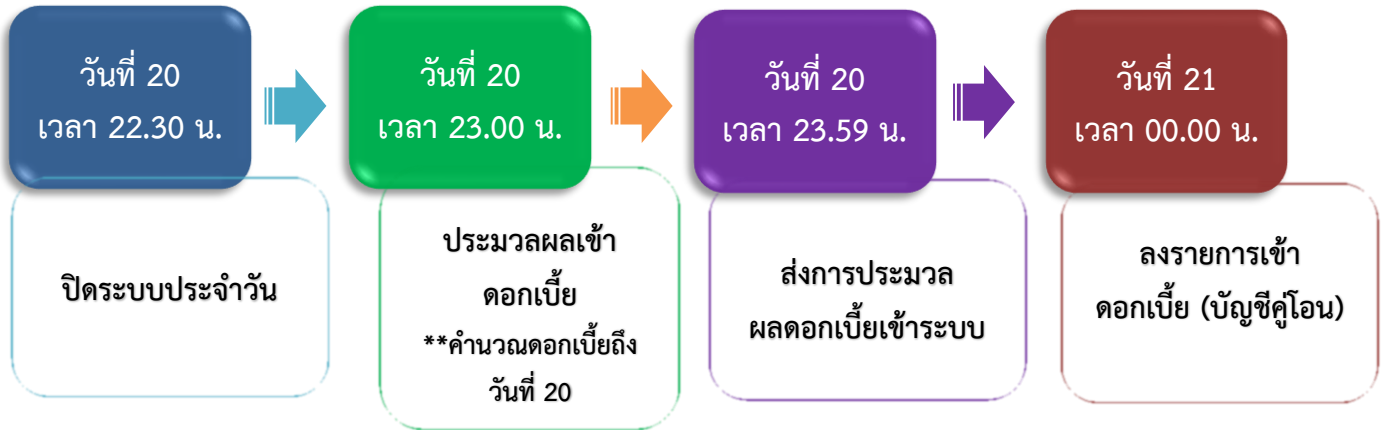 วันที่ 20
เวลา 22.30 น.
ปิดระบบประจำวัน
วันที่ 20
เวลา 23.00 น.
ประมวลผลเข้า
ดอกเบี้ย
**คำนวณดอกเบี้ยถึง
วันที่ 20
วันที่ 20
เวลา 23.59 น.
ส่งการประมวล
ผลดอกเบี้ยเข้าระบบ
วันที่ 21
เวลา 00.00 น.
ลงรายการเข้า
ดอกเบี้ย (บัญชีคู่โอน)